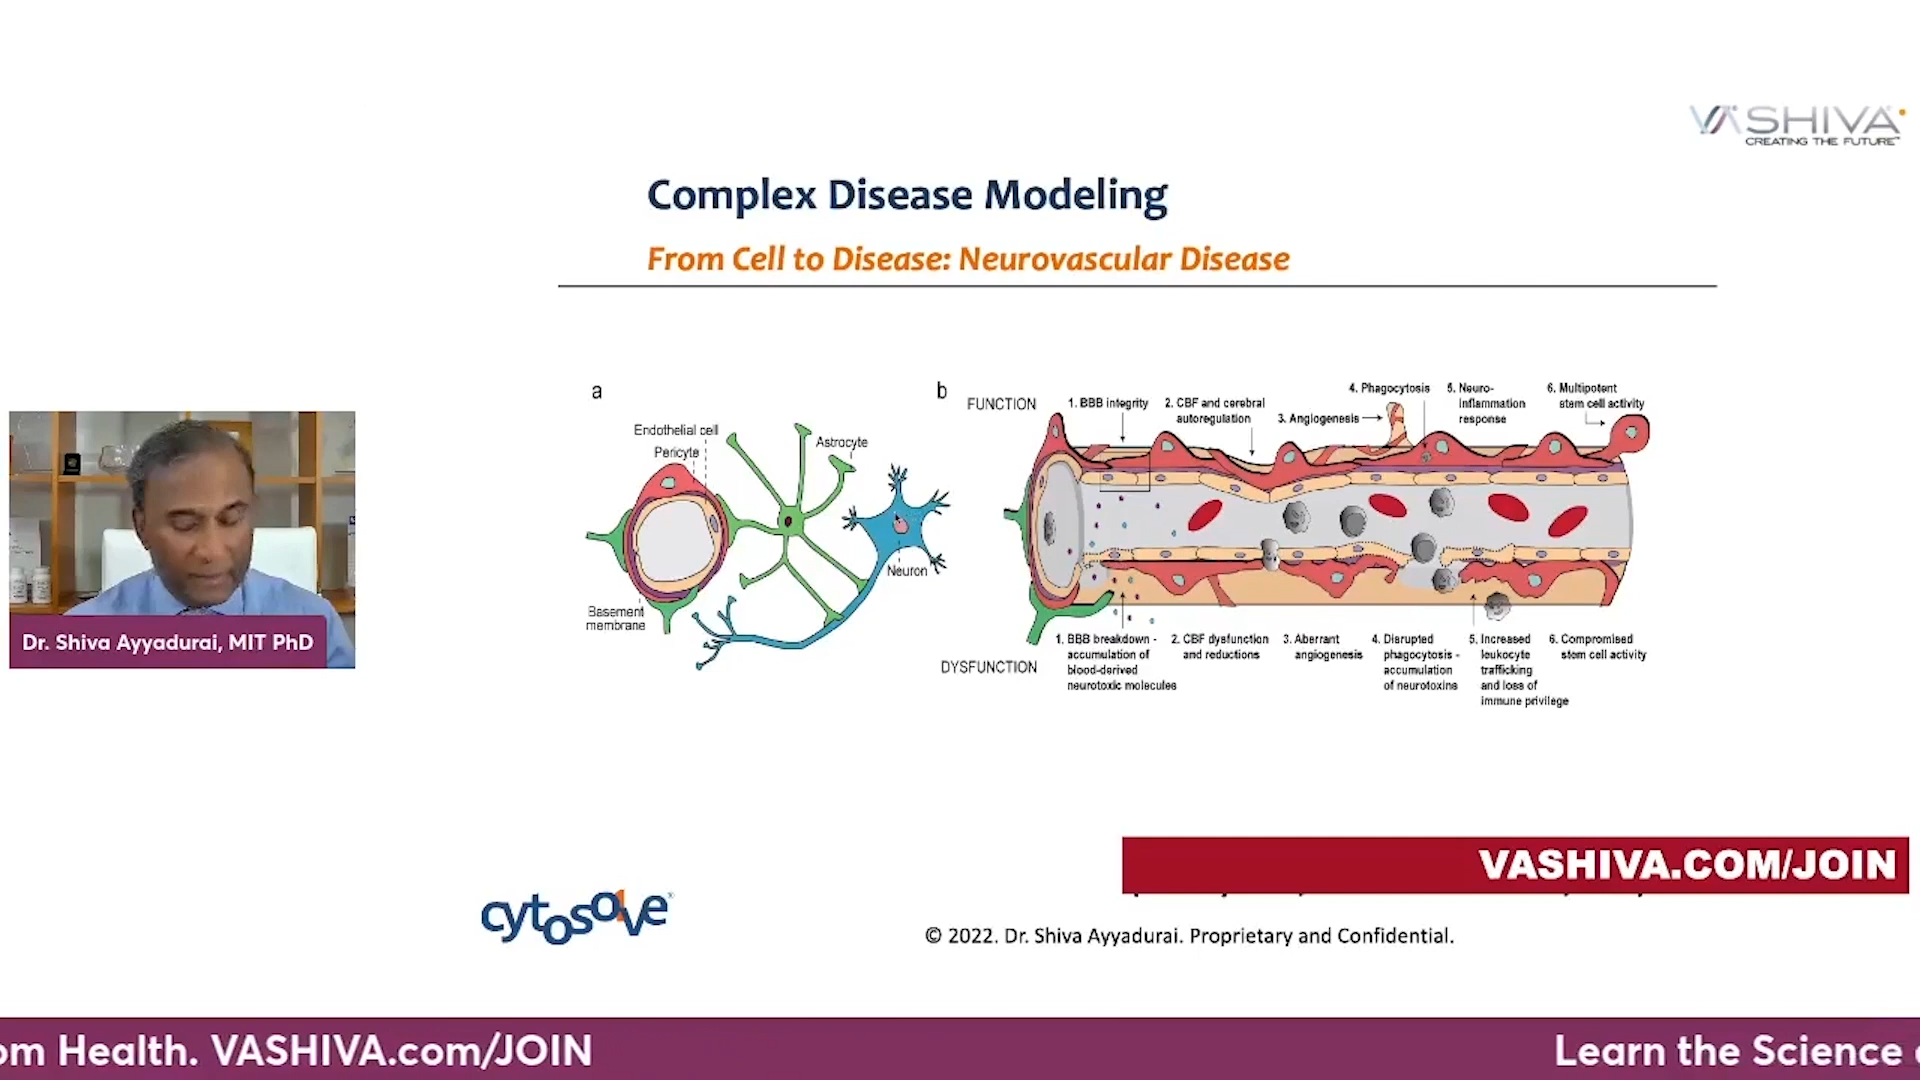 VASHIVA
CREATING THE FUTURE
Complex Disease Modeling
From Cell to Disease: Neurovascular Disease
a
Endothelial cell
Pericyte
Astrocyte
Neuron
Basement
membrane
b
FUNCTION
1. BBB integrity
2. CBF and cerebral
autoregulation
3. Angiogenesis
4. Phagocytosis
5. Neuro-
inflammation
response
6. Multipotent
stem cell activity
DYSFUNCTION
1. BBB breakdown -
accumulation of
blood-derived
neurotoxic molecules
2. CBF dysfunction
and reductions
3. Aberrant
angiogenesis
4. Disrupted
phagocytosis -
accumulation
of neurotoxins
5. Increased
leukocyte
trafficking
and loss of
immune privilege
6. Compromised
stem cell activity
Dr. Shiva Ayyadurai, MIT PhD
VASHIVA.COM/JOIN
cytosolve
© 2022. Dr. Shiva Ayyadurai. Proprietary and Confidential.
om Health. VASHIVA.com/JOIN
Learn the Science